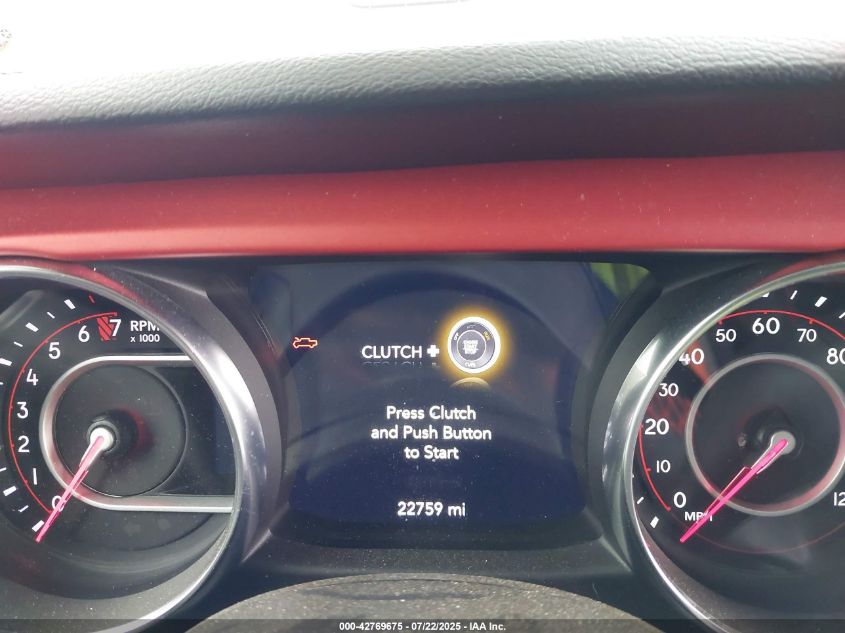 RPM
x 1000
7
6
5
4
3
2
1
0
CLUTCH +
Press Clutch
and Push Button
to Start
22759 mi
60
50
70
40
80
30
20
10
0
MPH
12
000-42769675 - 07/22/2025 - IAA Inc.